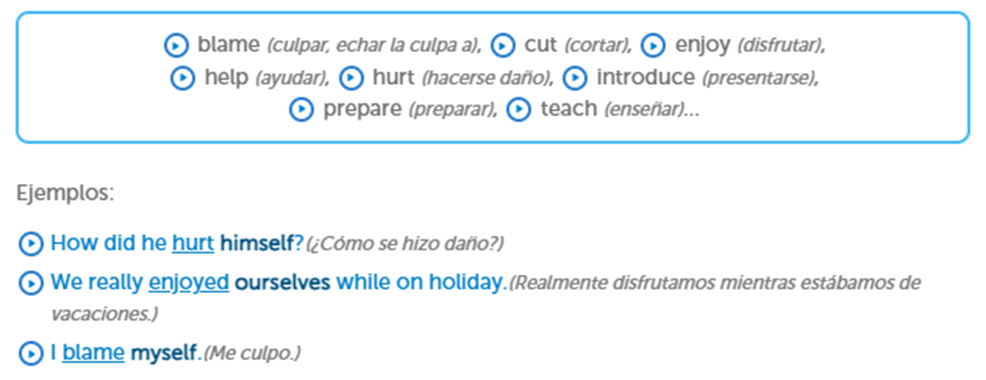 blame (culpar, echar la culpa a), cut (cortar), enjoy (disfrutar),
help (ayudar), hurt (hacerse daño), introduce (presentarse),
prepare (preparar), teach (enseñar)...
Ejemplos:
How did he hurt himself? (¿Cómo se hizo daño?)
We really enjoyed ourselves while on holiday. (Realmente disfrutamos mientras estábamos de
vacaciones.)
I blame myself. (Me culpo.)